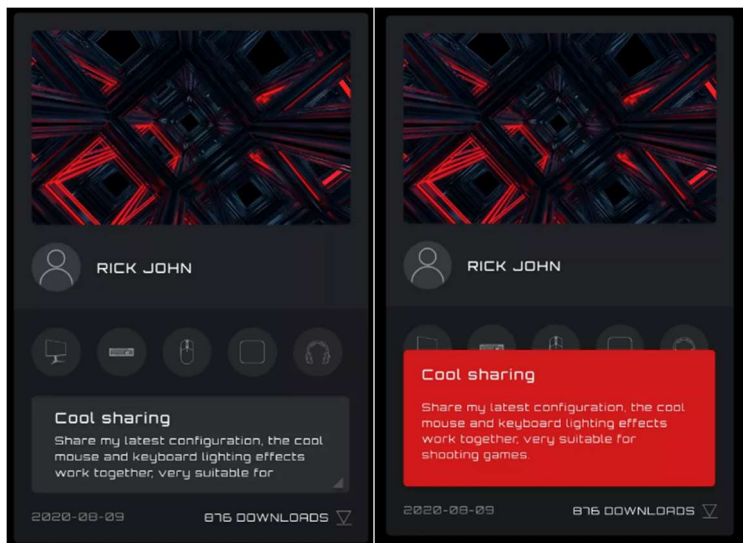 RICK JOHN
Cool sharing
Share my latest configuration, the cool
mouse and keyboard lighting effects
work together, very suitable for
2020-08-09
876 DOWNLOADS
RICK JOHN
Cool sharing
Share my latest configuration, the cool
mouse and keyboard lighting effects
work together, very suitable for
shooting games.
2020-08-09
876 DOWNLOADS